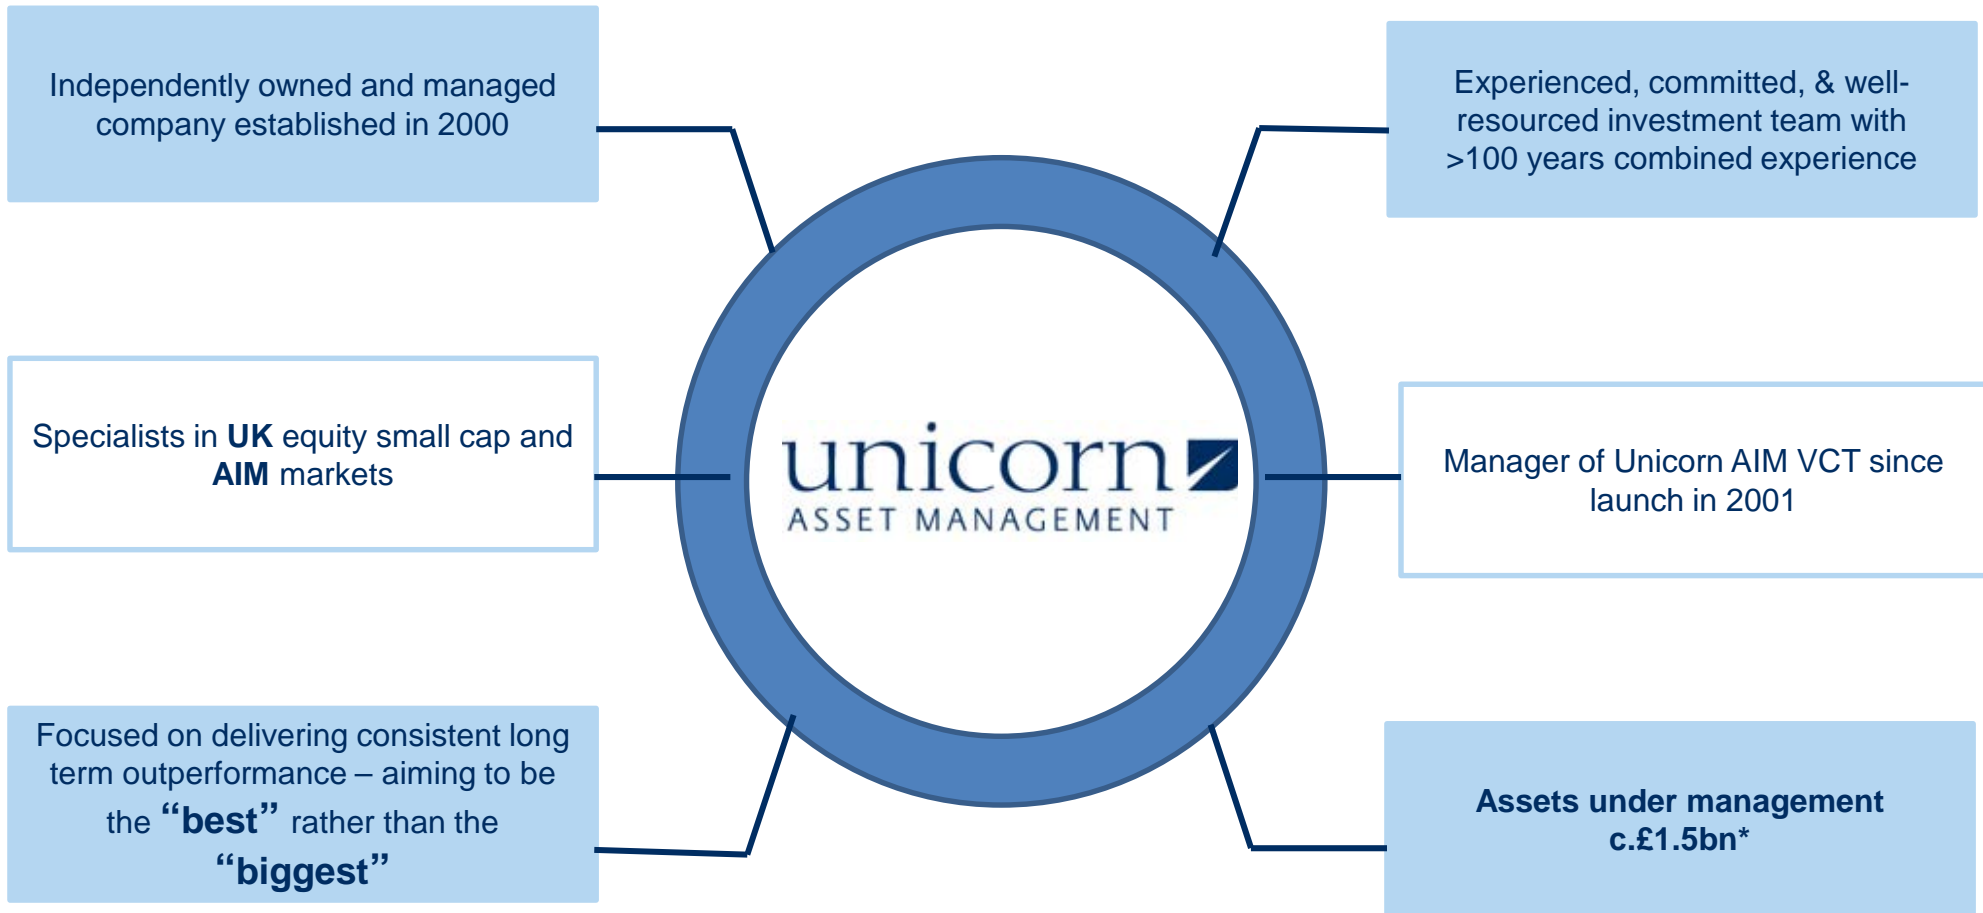 Independently owned and managed
company established in 2000
Experienced, committed, & well-
resourced investment team with
>100 years combined experience
Specialists in UK equity small cap and
AIM markets
unicorn
ASSET MANAGEMENT
Manager of Unicorn AIM VCT since
launch in 2001
Focused on delivering consistent long
term outperformance – aiming to be
the “best” rather than the
“biggest”
Assets under management
c.£1.5bn*